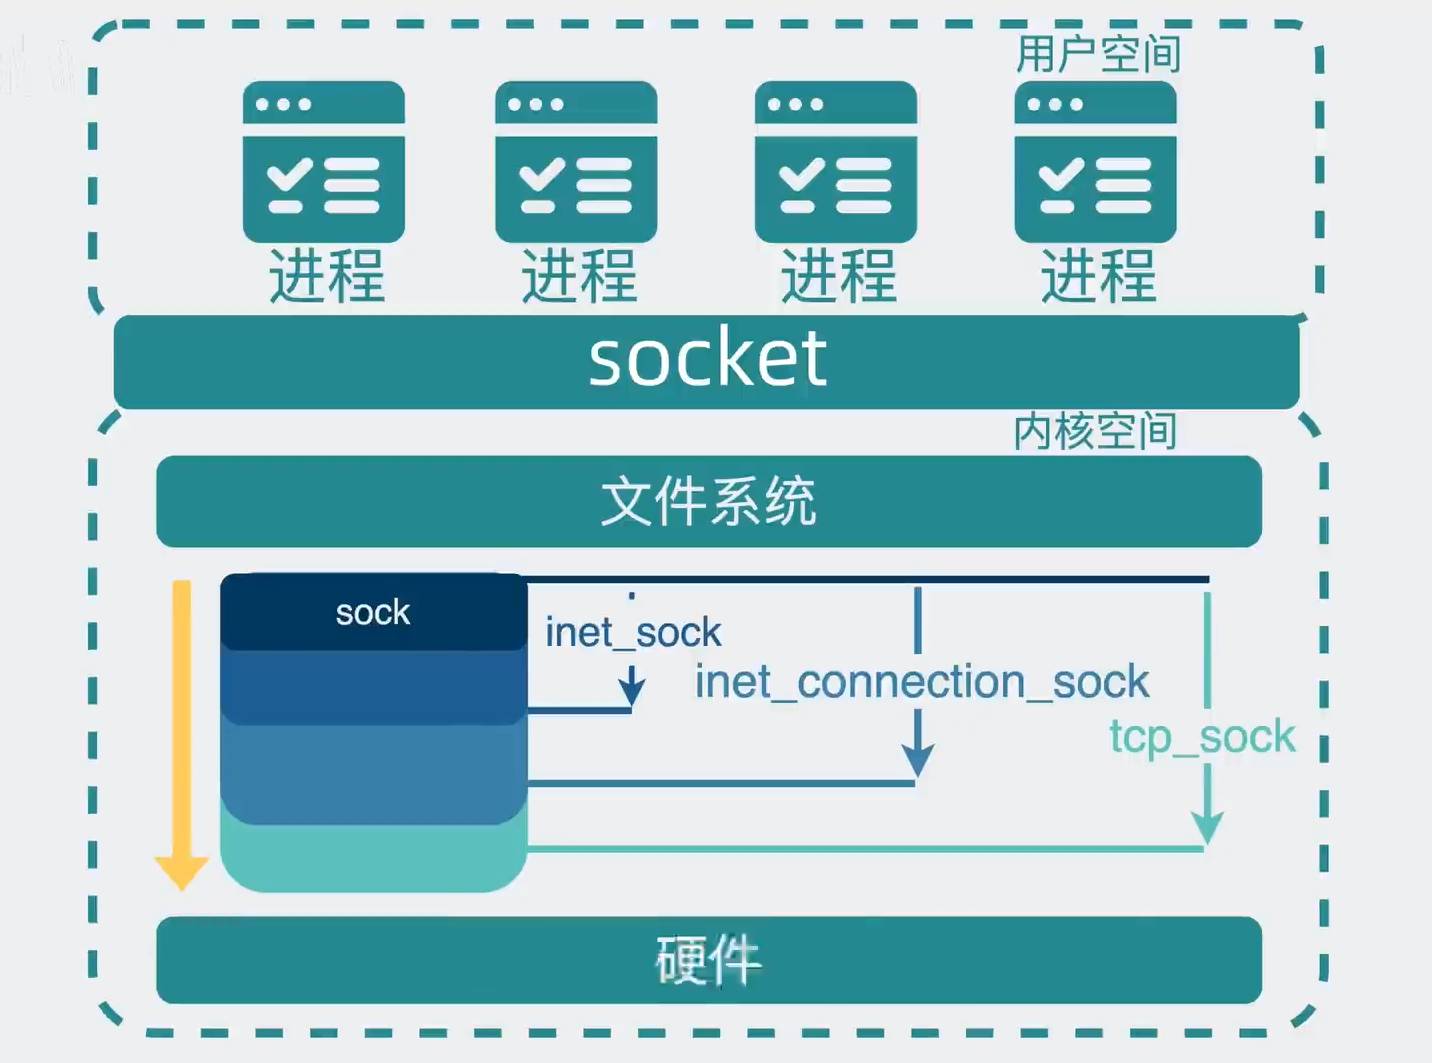 用户空间
进程
进程
进程
进程
socket
内核空间
文件系统
sock
inet_sock
inet_connection_sock
tcp_sock
硬件